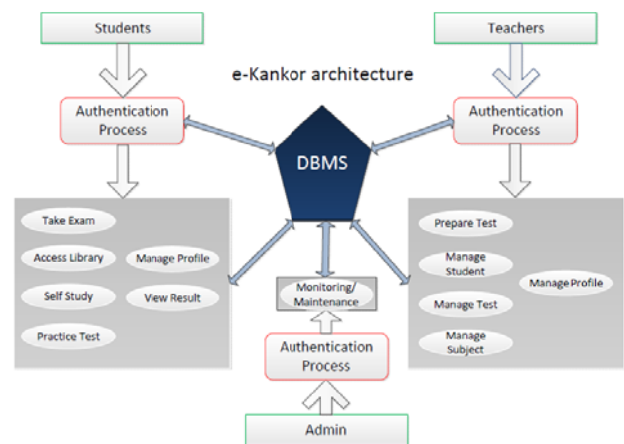 Students
Teachers
e-Kankor architecture
Authentication
Process
Authentication
Process
DBMS
Take Exam
Access Library
Manage Profile
Self Study
View Result
Practice Test
Prepare Test
Manage
Student
Manage Profile
Manage Test
Manage
Subject
Monitoring/
Maintenance
Authentication
Process
Admin